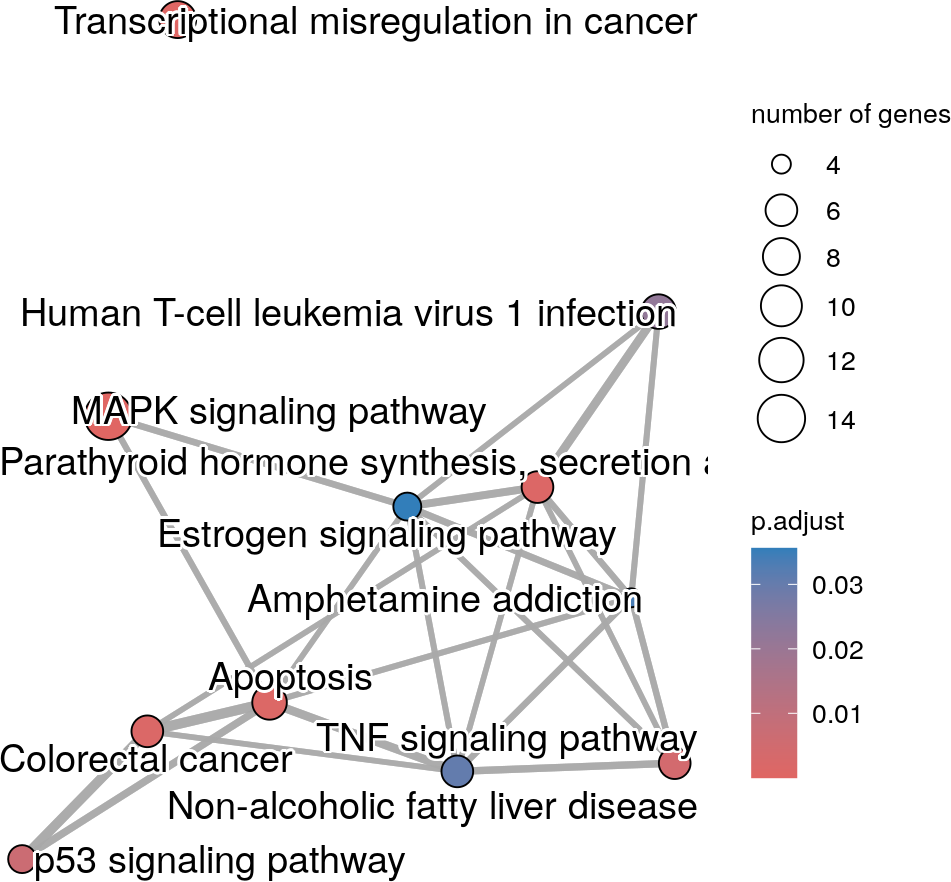 Transcriptional misregulation in cancer
number of genes
4
6
8
10
12
14
Human T-cell leukemia virus 1 infection
MAPK signaling pathway
Parathyroid hormone synthesis, secretion a
Estrogen signaling pathway
p.adjust
0.03
0.02
0.01
Amphetamine addiction
Apoptosis
TNF signaling pathway
Colorectal cancer
Non-alcoholic fatty liver disease
p53 signaling pathway